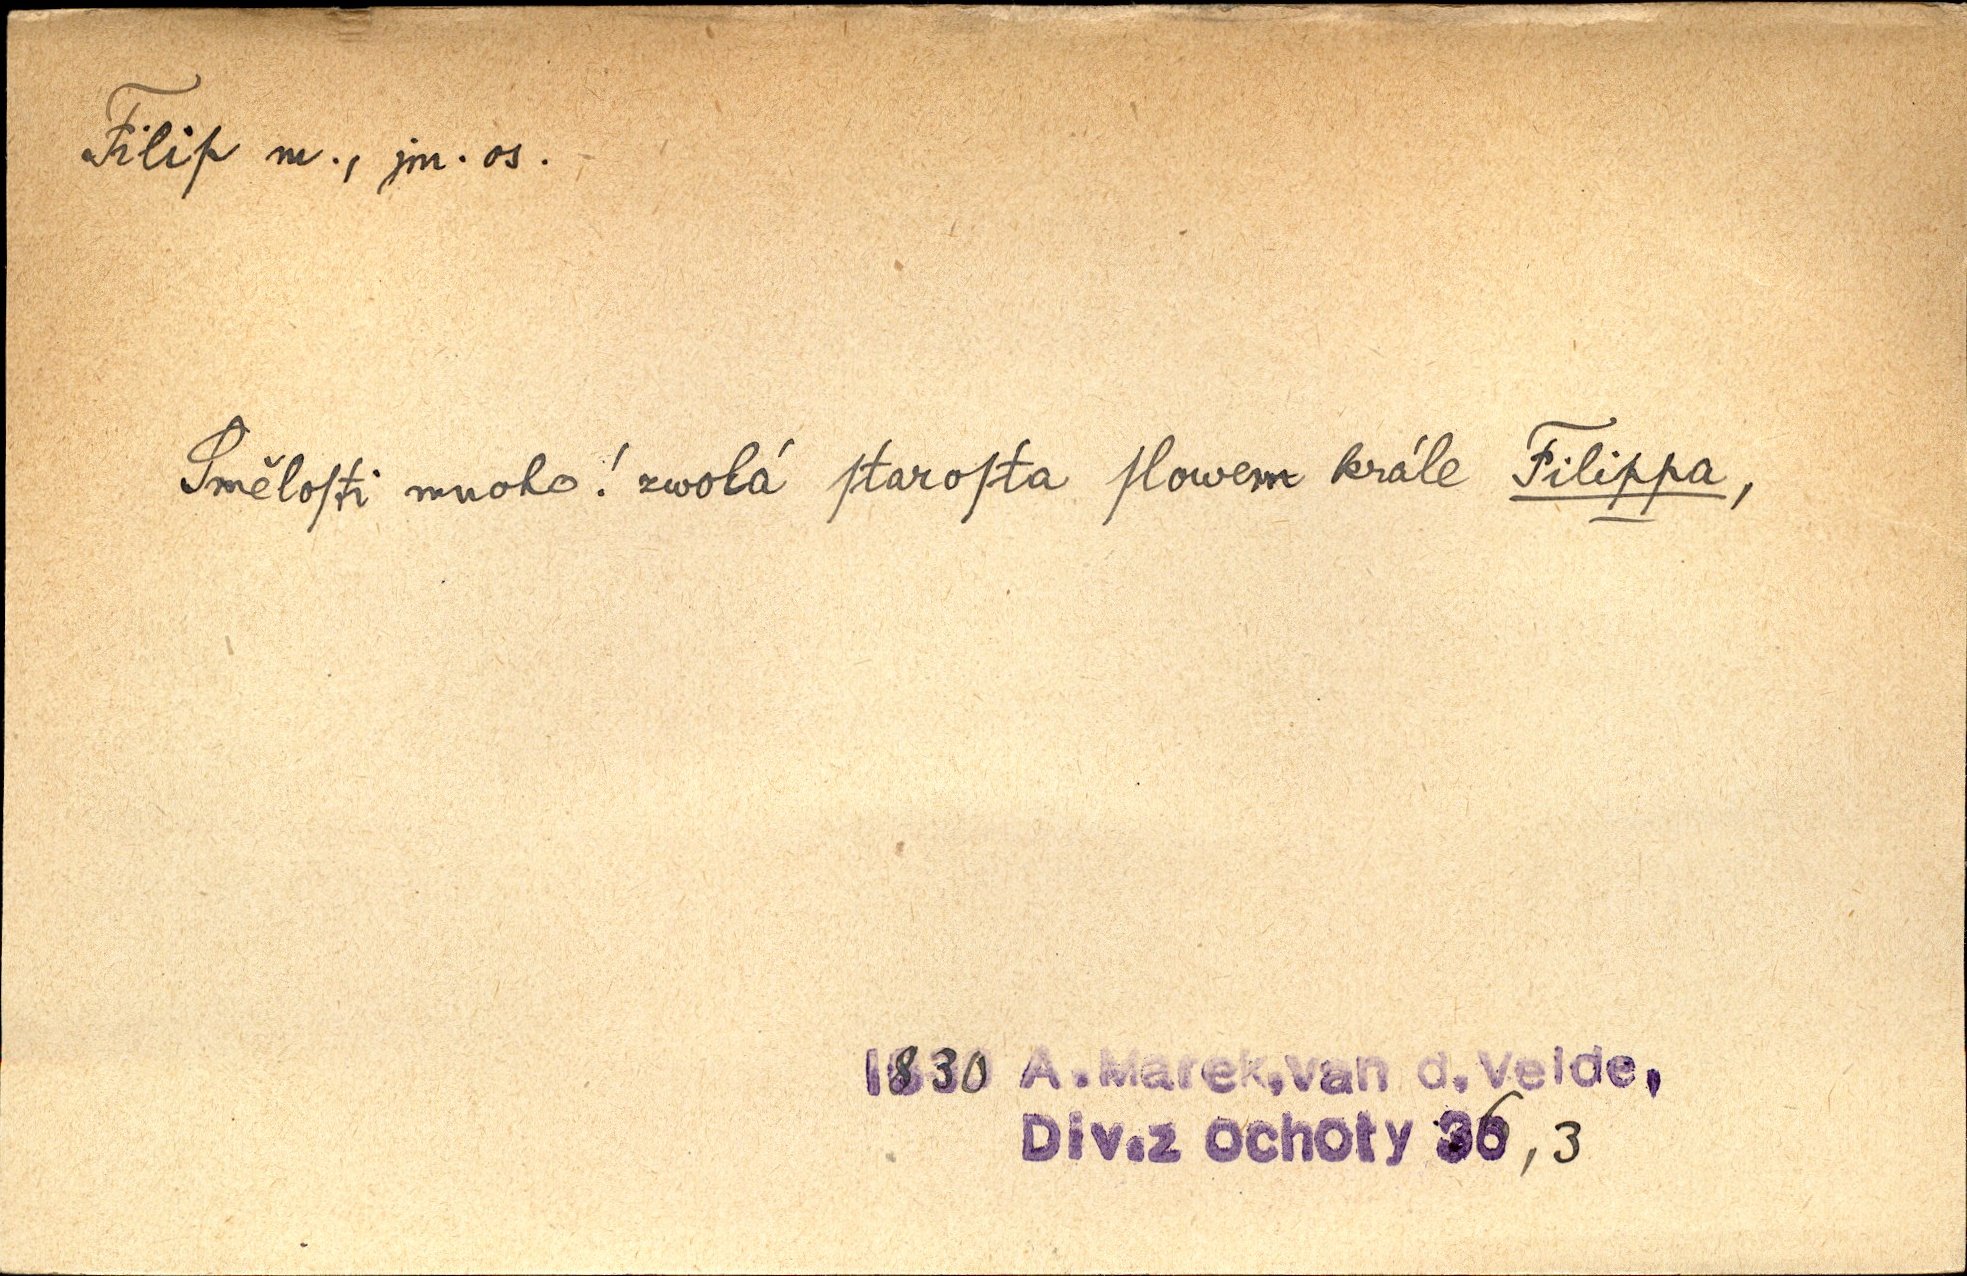 Filip m., jm. os.
Směloſti mnoho! zwolá ſtaroſta ſlowem krále Filippa,
1830 A. Marek, van d. Velde,
Div. z ochoty 36, 3